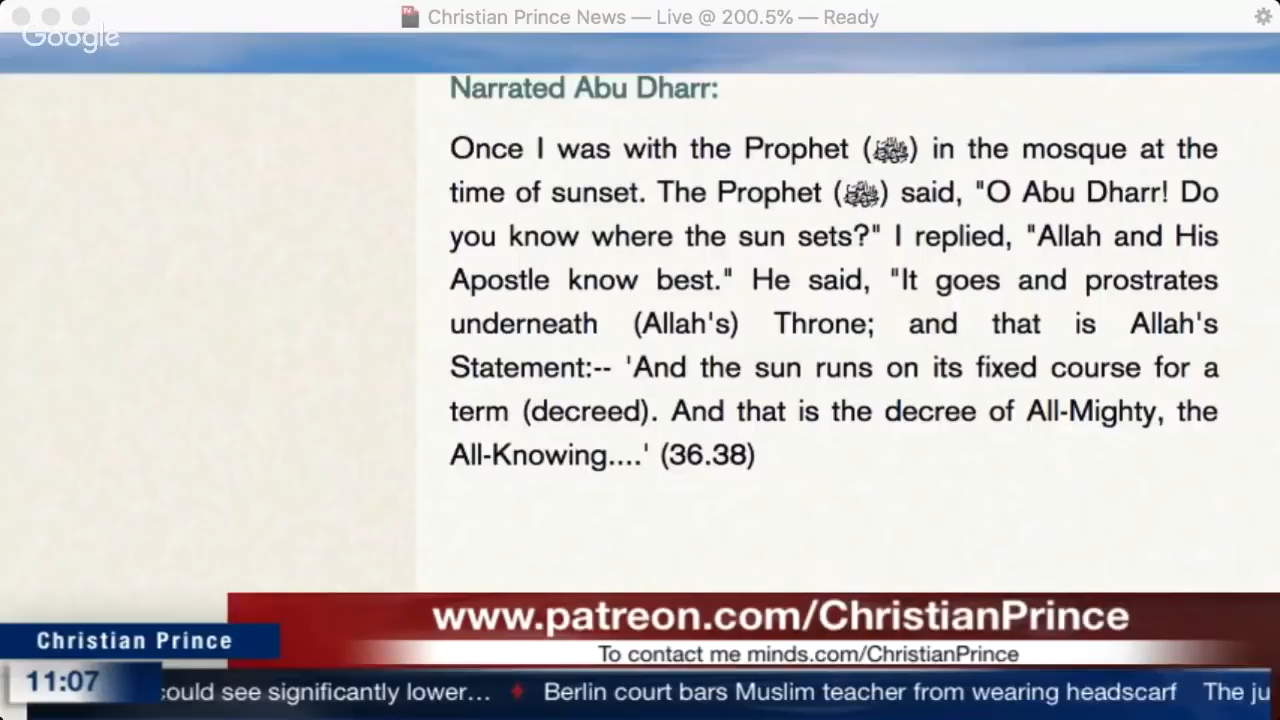 Christian Prince News — Live @ 200.5% — Ready
Google
Narrated Abu Dharr:
Once I was with the Prophet (ﷺ) in the mosque at the
time of sunset. The Prophet (ﷺ) said, "O Abu Dharr! Do
you know where the sun sets?" I replied, "Allah and His
Apostle know best." He said, "It goes and prostrates
underneath (Allah's) Throne; and that is Allah's
Statement:-- 'And the sun runs on its fixed course for a
term (decreed). And that is the decree of All-Mighty, the
All-Knowing....' (36.38)
www.patreon.com/ChristianPrince
Christian Prince
To contact me minds.com/ChristianPrince
11:07
could see significantly lower... ♦ Berlin court bars Muslim teacher from wearing headscarf The ju